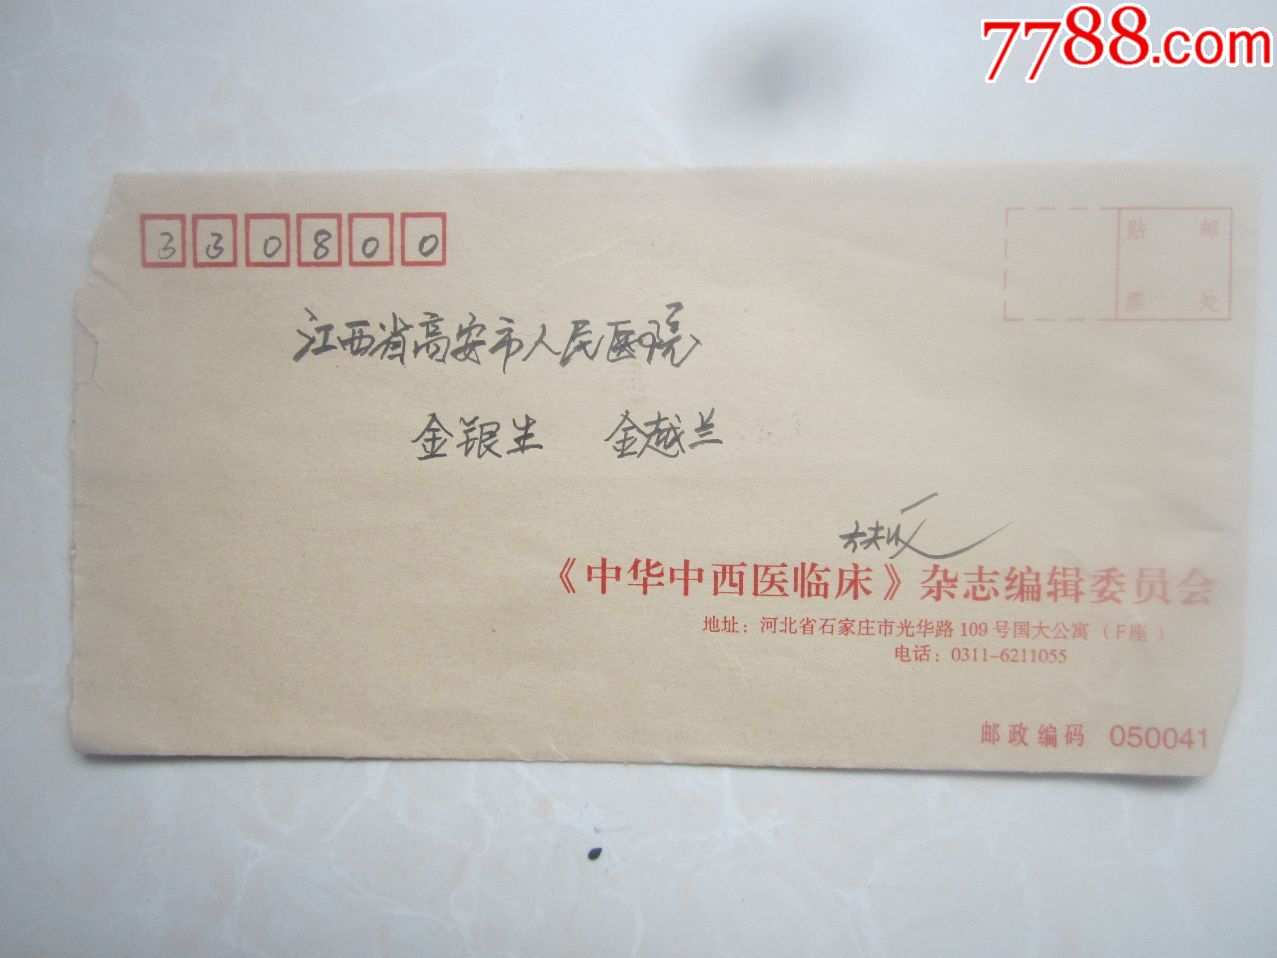 7788.com
330800
贴 邮
票 处
江西省高安市人民医院
金银生 金越兰
《中华中西医临床》杂志编辑委员会
地址：河北省石家庄市光华路 109 号国大公寓（F座）
电话：0311-6211055
邮政编码 050041